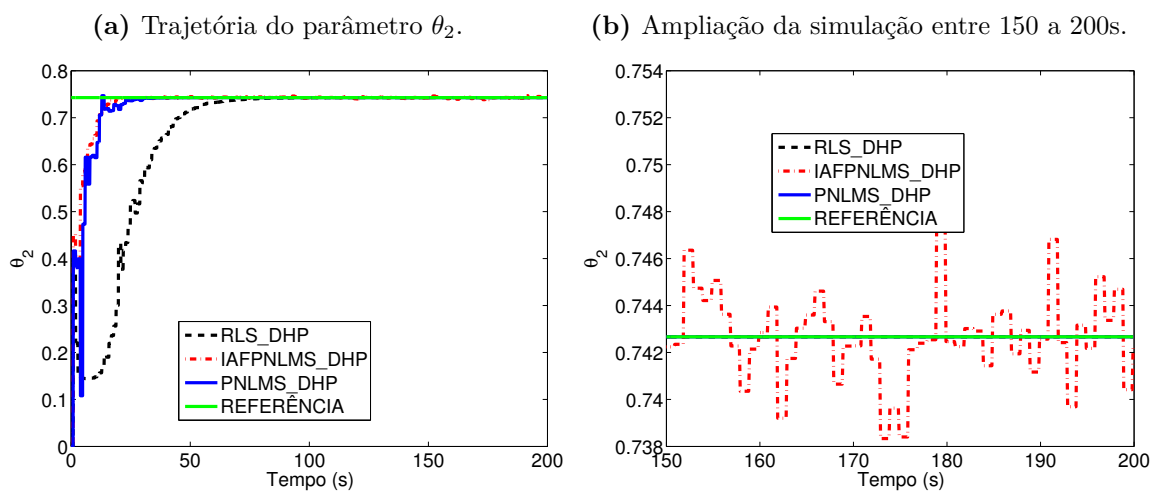 (a) Trajetória do parâmetro θ2.
0.8
0.7
0.6
0.5
0.4
0.3
0.2
0.1
0
θ2
RLS_DHP
IAFPNLMS_DHP
PNLMS_DHP
REFERÊNCIA
0 50 100 150 200
Tempo (s)
(b) Ampliação da simulação entre 150 a 200s.
0.754
0.752
0.75
0.748
0.746
0.744
0.742
0.74
0.738
θ2
RLS_DHP
IAFPNLMS_DHP
PNLMS_DHP
REFERÊNCIA
150 160 170 180 190 200
Tempo (s)